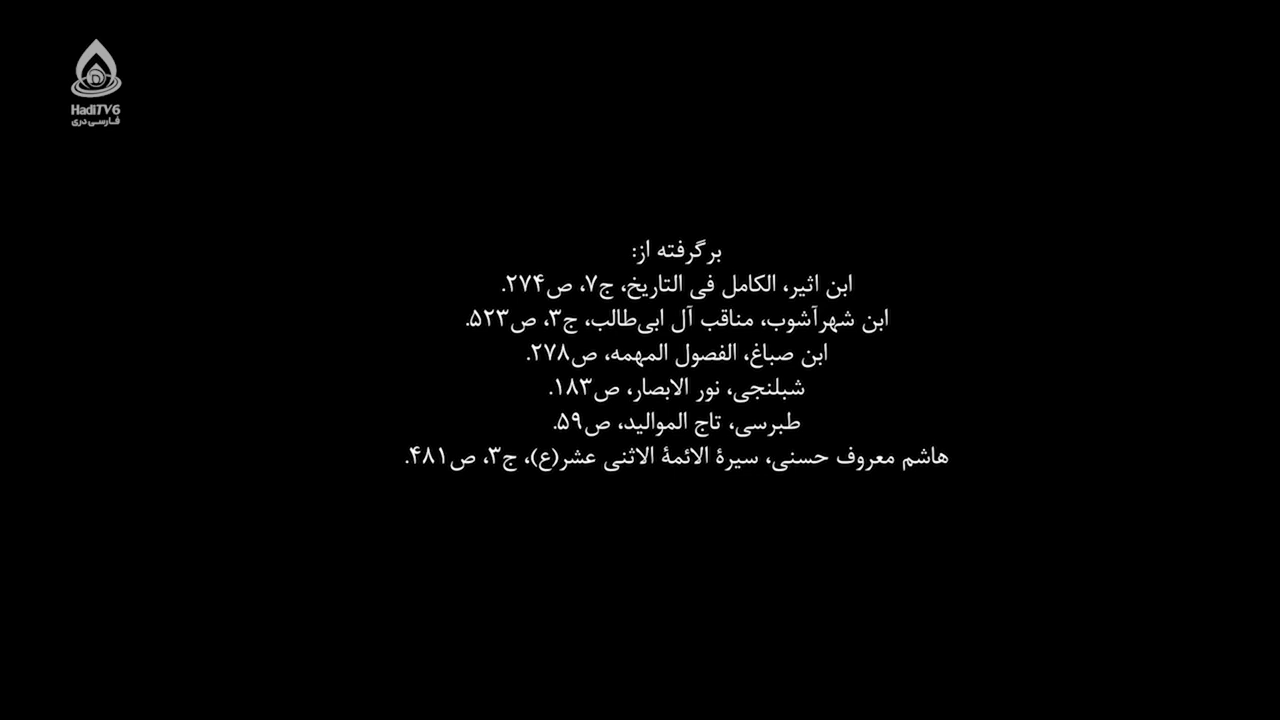 HadiTV6
فارسی دری
برگرفته از:
ابن اثیر، الکامل فی التاریخ، ج۷، ص۲۷۴.
ابن شهرآشوب، مناقب آل ابی‌طالب، ج۳، ص۵۲۳.
ابن صباغ، الفصول المهمه، ص۲۷۸.
شبلنجی، نور الابصار، ص۱۸۳.
طبرسی، تاج الموالید، ص۵۹.
هاشم معروف حسنی، سیرهٔ الائمهٔ الاثنی عشر(ع)، ج۳، ص۴۸۱.